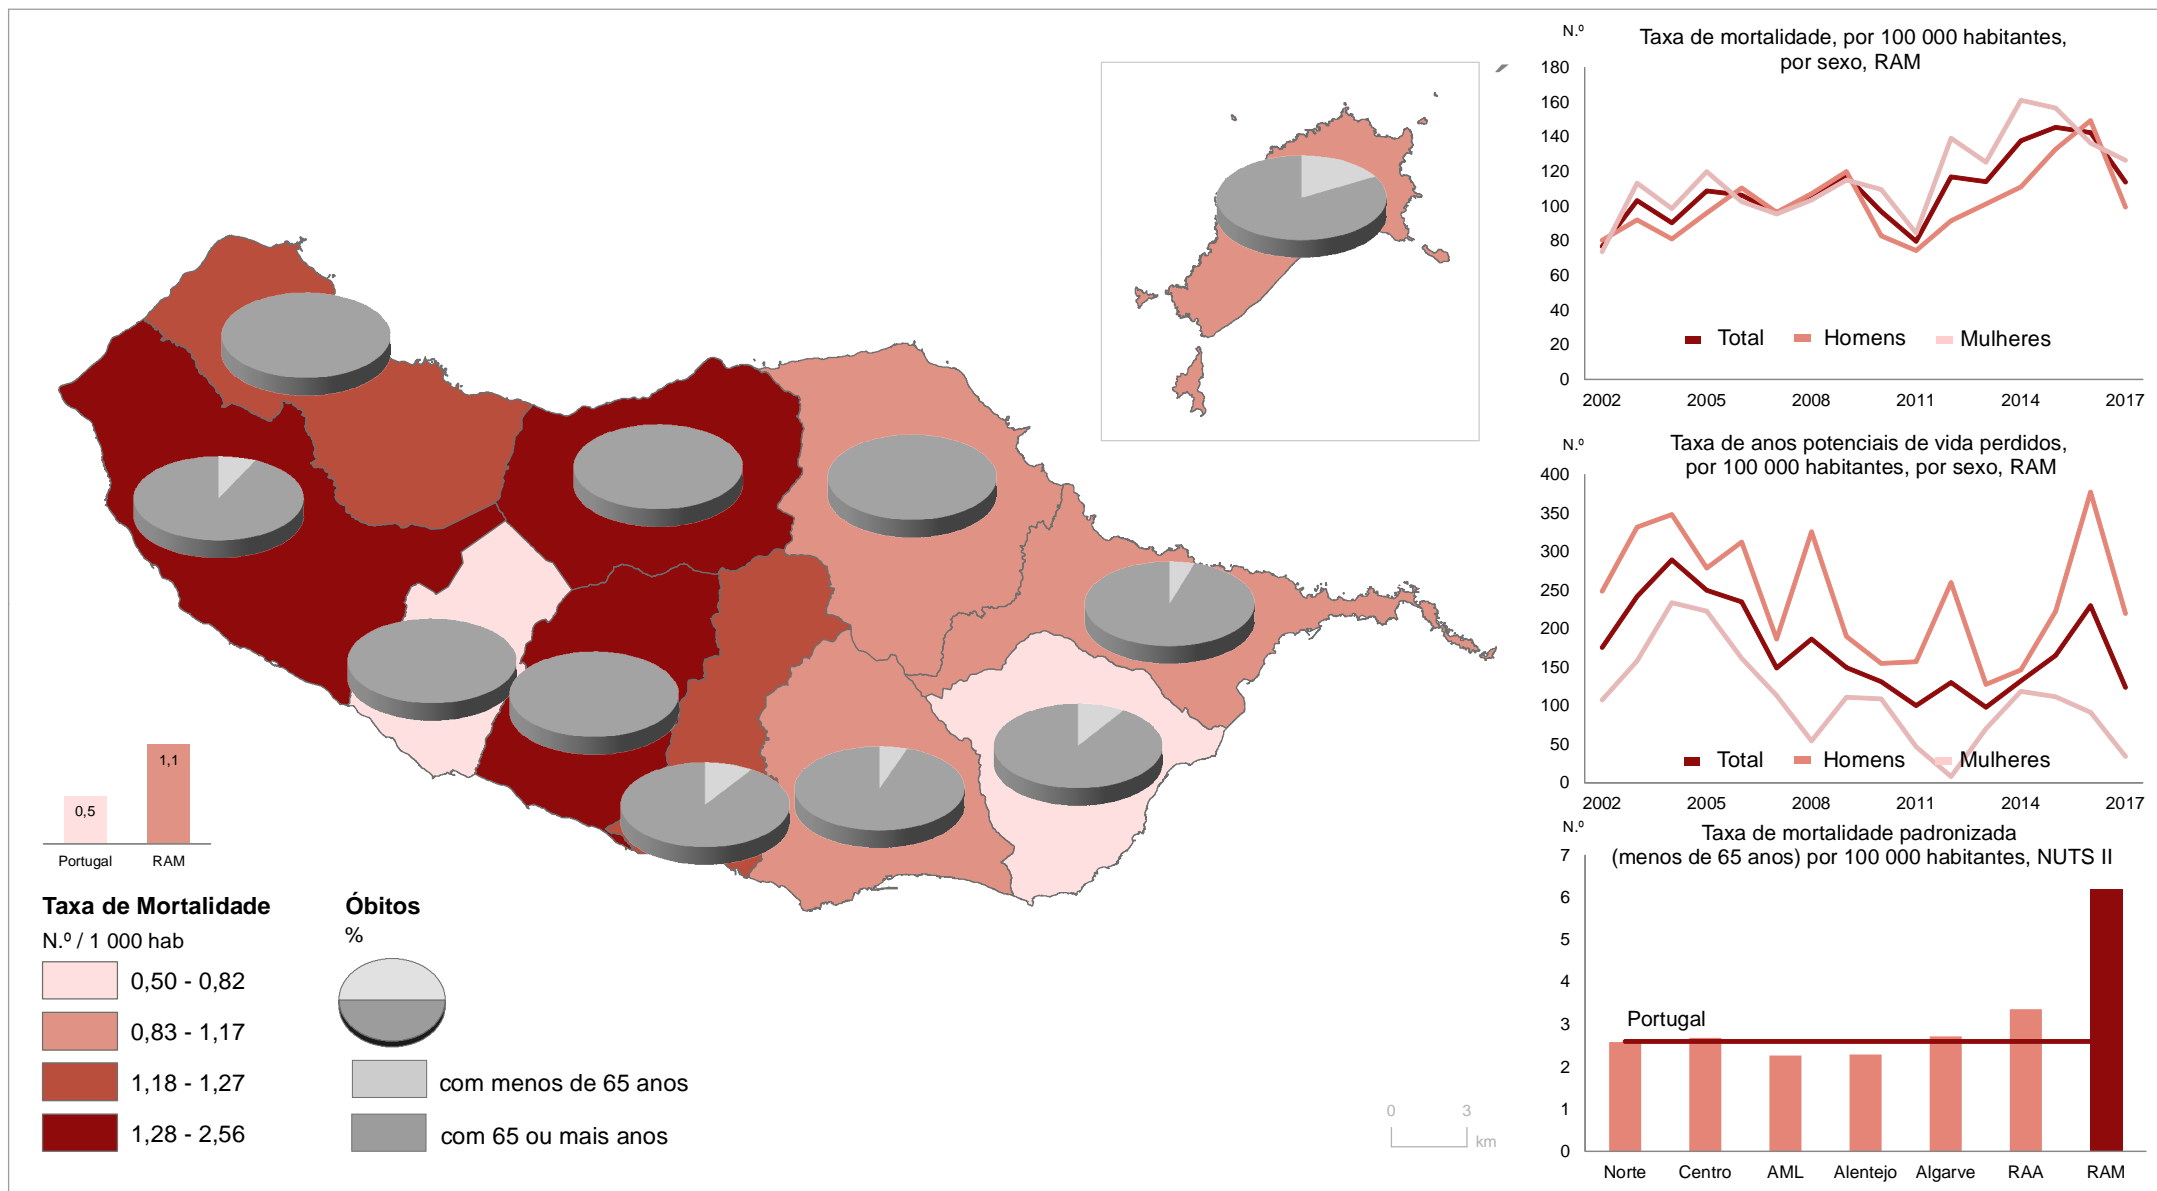 1,1
0,5
Portugal
RAM
Taxa de Mortalidade
N.º / 1 000 hab
0,50 - 0,82
0,83 - 1,17
1,18 - 1,27
1,28 - 2,56
Óbitos
%
com menos de 65 anos
com 65 ou mais anos
0 3
km
N.º
Taxa de mortalidade, por 100 000 habitantes,
por sexo, RAM
180
160
140
120
100
80
60
40
20
0
Total Homens Mulheres
2002 2005 2008 2011 2014 2017
N.º
Taxa de anos potenciais de vida perdidos,
por 100 000 habitantes, por sexo, RAM
400
350
300
250
200
150
100
50
0
Total Homens Mulheres
2002 2005 2008 2011 2014 2017
N.º
Taxa de mortalidade padronizada
(menos de 65 anos) por 100 000 habitantes, NUTS II
7
6
5
4
3
2
1
0
Portugal
Norte Centro AML Alentejo Algarve RAA RAM